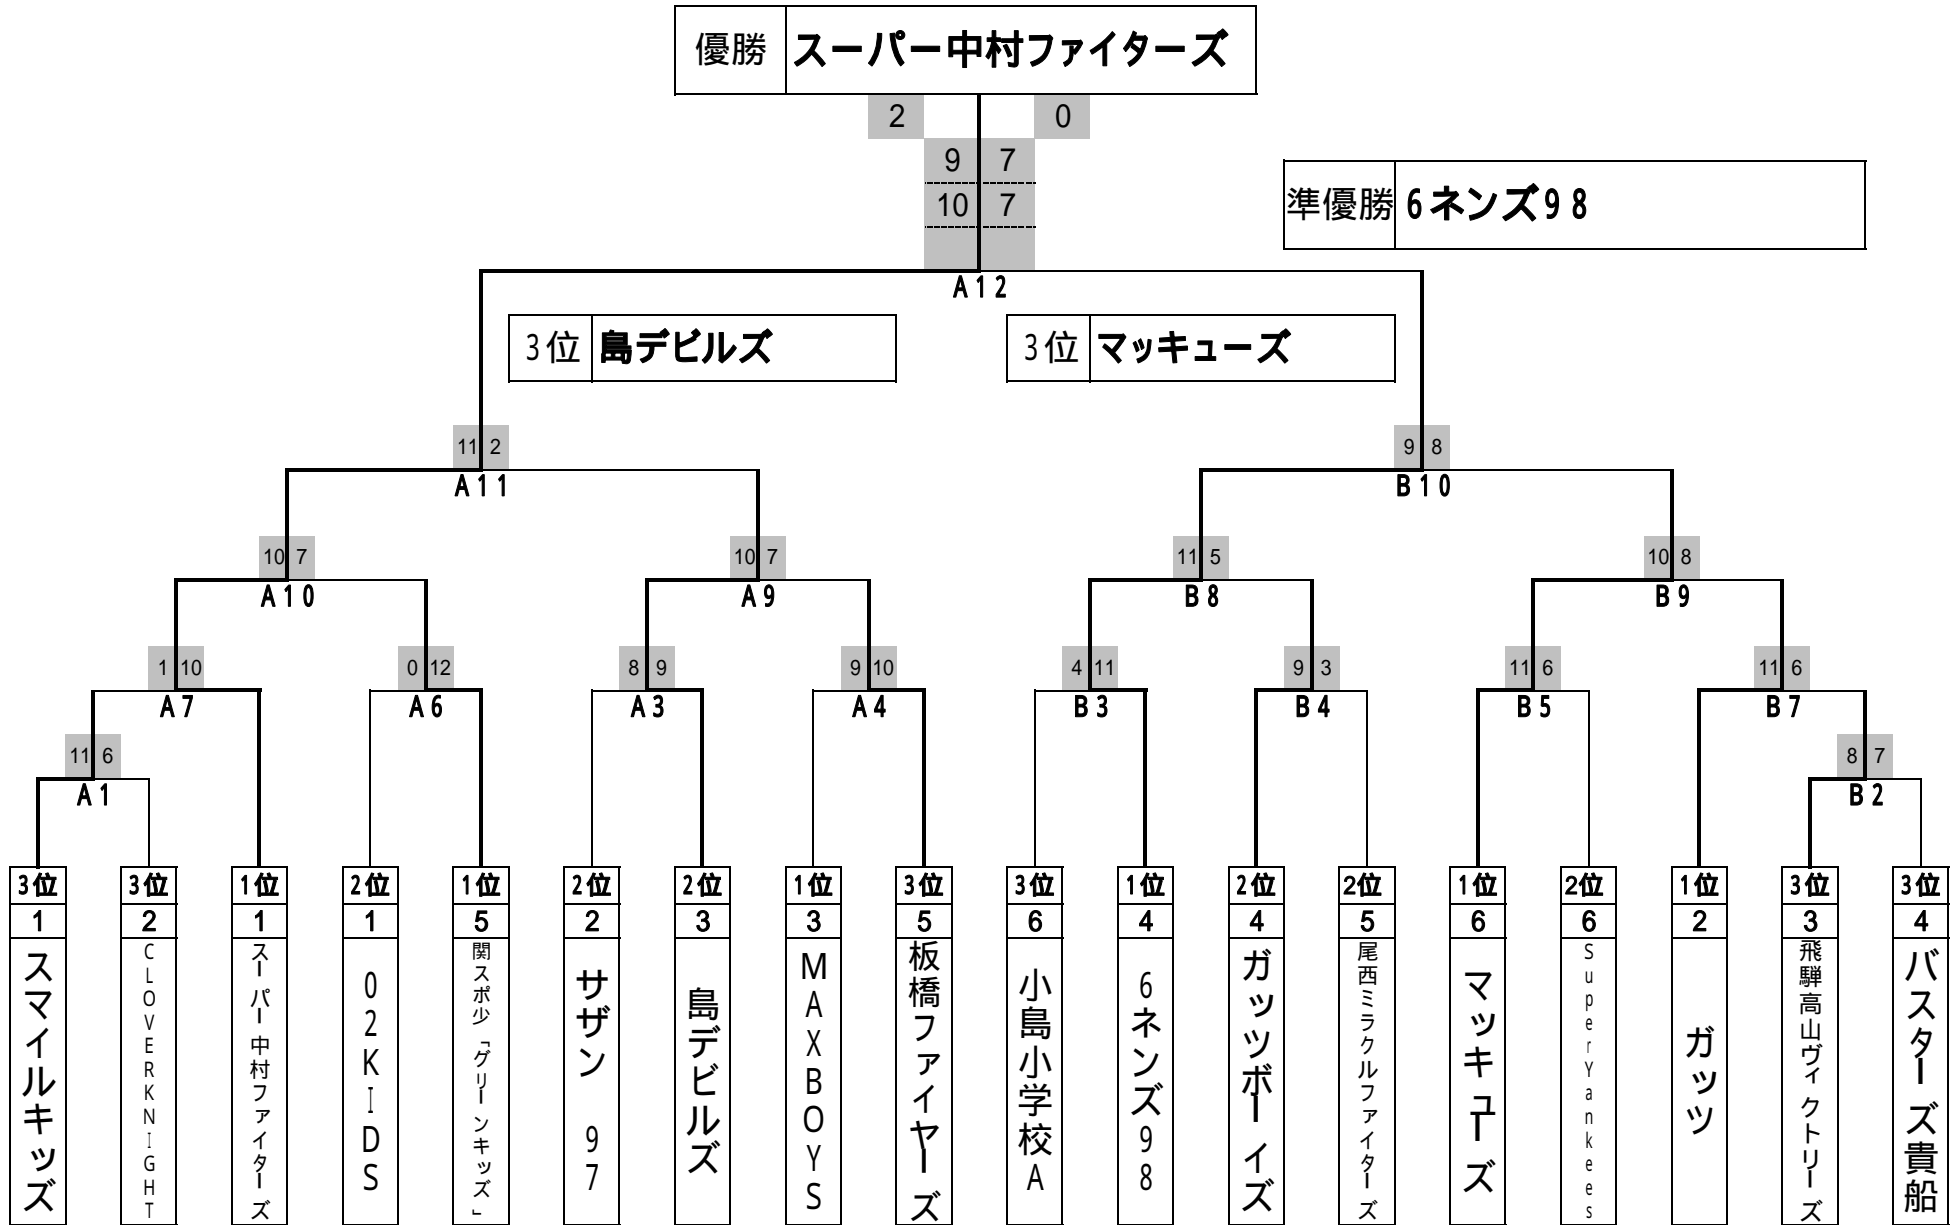 優勝 スーパー中村ファイターズ
2 0
9 7
10 7
準優勝 6ネンズ98
A12
3位 島デビルズ
3位 マッキューズ
11 2
9 8
A11
B10
10 7
10 7
11 5
10 8
A10
A9
B8
B9
1 10
0 12
8 9
9 10
4 11
9 3
11 6
11 6
A7
A6
A3
A4
B3
B4
B5
B7
11 6
8 7
A1
B2
3位 3位 1位 2位 1位 2位 2位 1位 3位 3位 1位 2位 2位 1位 2位 1位 3位 3位
1 2 1 1 5 2 3 3 5 6 4 4 5 6 6 2 3 4
スマイルキッズ
CLOVERKNIGHT
スーパー中村ファイターズ
02KIDS
関スポ少「グリーンキッズ」
サザン 97
島デビルズ
MAXBOYS
板橋ファイヤーズ
小島小学校A
6ネンズ98
ガッツボーイズ
尾西ミラクルファイターズ
マッキューズ
SuperYankees
ガッツ
飛騨高山ヴィクトリーズ
バスターズ貴船